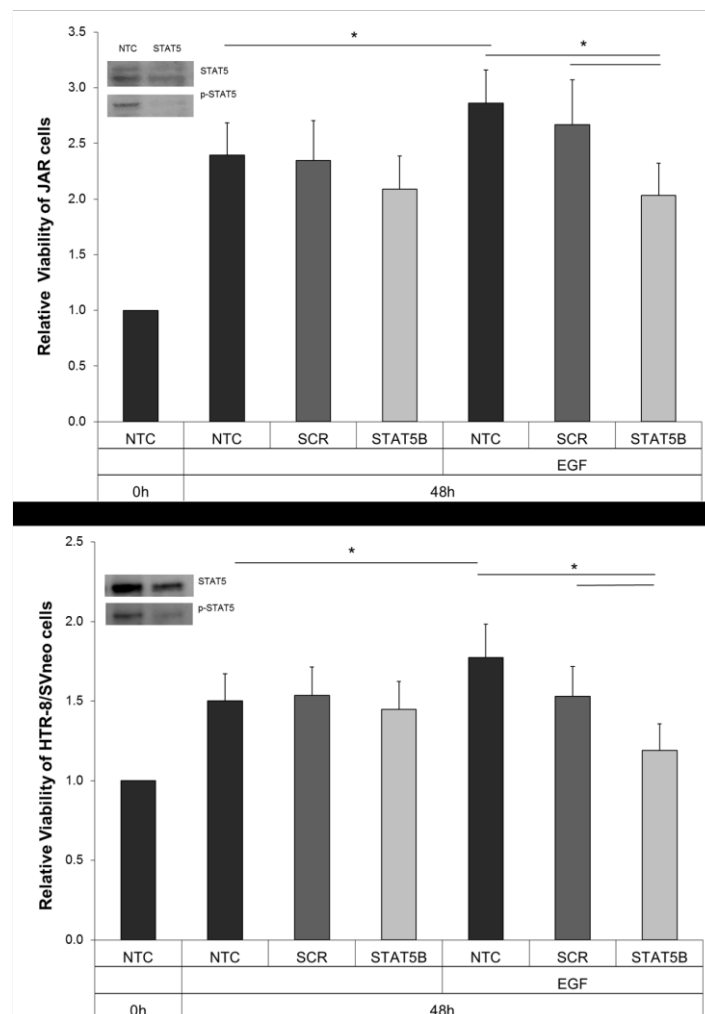 Relative Viability of JAR cells
3.5
3.0
2.5
2.0
1.5
1.0
0.5
0.0
NTC STAT5
STAT5
p-STAT5
*
*
NTC NTC SCR STAT5B NTC SCR STAT5B
EGF
0h 48h
Relative Viability of HTR-8/SVneo cells
2.5
2.0
1.5
1.0
0.5
0.0
STAT5
p-STAT5
*
*
NTC NTC SCR STAT5B NTC SCR STAT5B
EGF
0h 48h